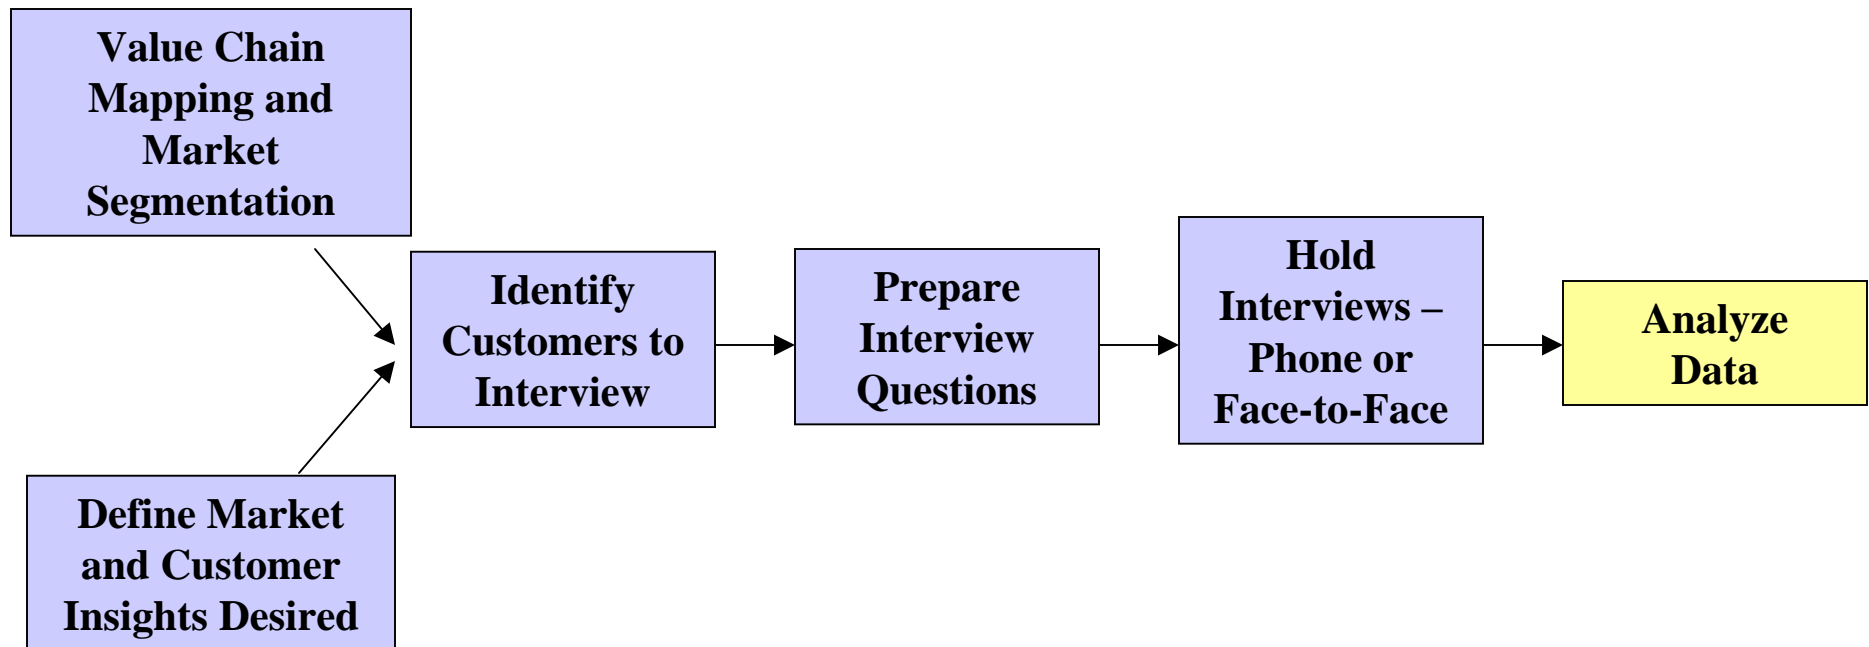 Value Chain
Mapping and
Market
Segmentation
Define Market
and Customer
Insights Desired
Identify
Customers to
Interview
Prepare
Interview
Questions
Hold
Interviews –
Phone or
Face-to-Face
Analyze
Data